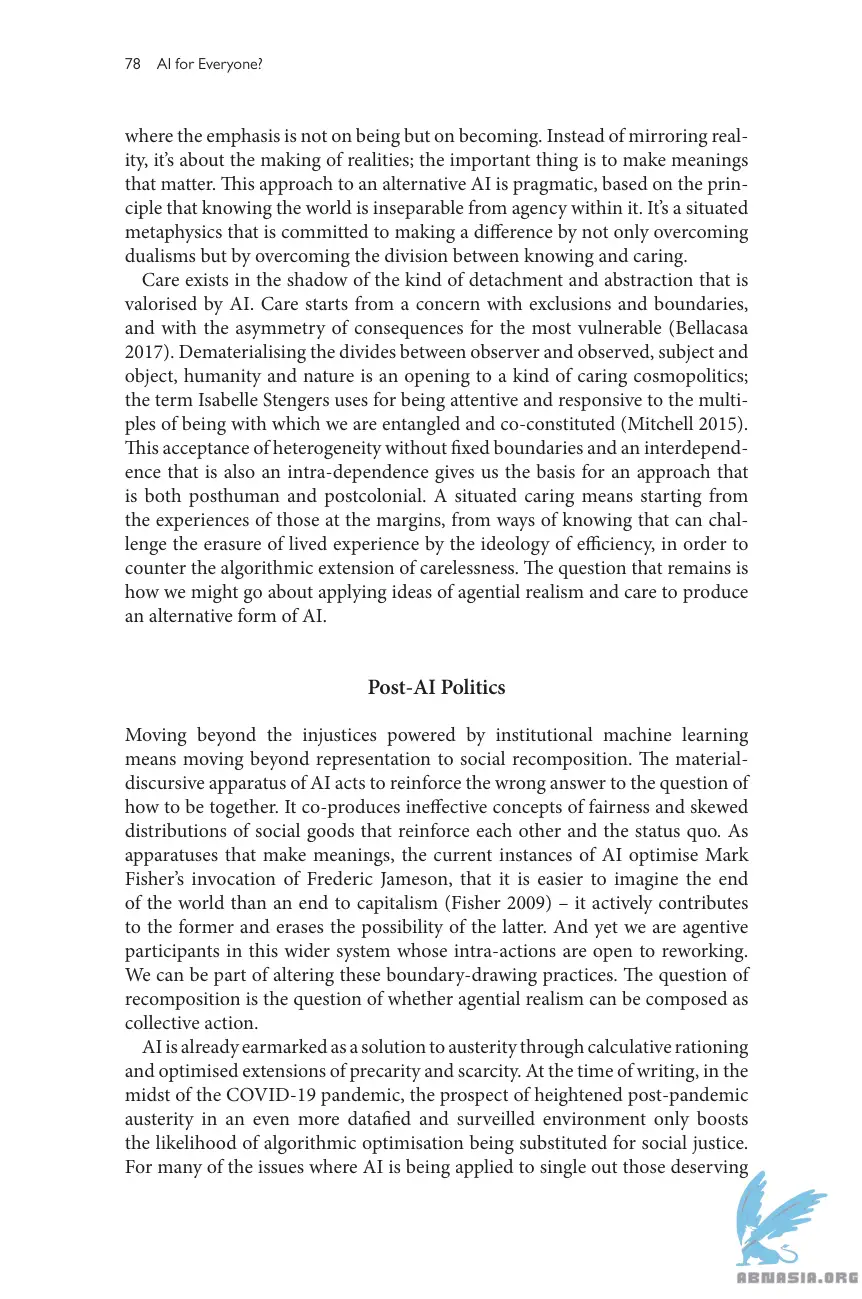 78 AI for Everyone?
where the emphasis is not on being but on becoming. Instead of mirroring real-
ity, it’s about the making of realities; the important thing is to make meanings
that matter. This approach to an alternative AI is pragmatic, based on the prin-
ciple that knowing the world is inseparable from agency within it. It’s a situated
metaphysics that is committed to making a difference by not only overcoming
dualisms but by overcoming the division between knowing and caring.
Care exists in the shadow of the kind of detachment and abstraction that is
valorised by AI. Care starts from a concern with exclusions and boundaries,
and with the asymmetry of consequences for the most vulnerable (Bellacasa
2017). Dematerialising the divides between observer and observed, subject and
object, humanity and nature is an opening to a kind of caring cosmopolitics;
the term Isabelle Stengers uses for being attentive and responsive to the multi-
ples of being with which we are entangled and co-constituted (Mitchell 2015).
This acceptance of heterogeneity without fixed boundaries and an interdepend-
ence that is also an intra-dependence gives us the basis for an approach that
is both posthuman and postcolonial. A situated caring means starting from
the experiences of those at the margins, from ways of knowing that can chal-
lenge the erasure of lived experience by the ideology of efficiency, in order to
counter the algorithmic extension of carelessness. The question that remains is
how we might go about applying ideas of agential realism and care to produce
an alternative form of AI.
Post-AI Politics
Moving beyond the injustices powered by institutional machine learning
means moving beyond representation to social recomposition. The material-
discursive apparatus of AI acts to reinforce the wrong answer to the question of
how to be together. It co-produces ineffective concepts of fairness and skewed
distributions of social goods that reinforce each other and the status quo. As
apparatuses that make meanings, the current instances of AI optimise Mark
Fisher’s invocation of Frederic Jameson, that it is easier to imagine the end
of the world than an end to capitalism (Fisher 2009) – it actively contributes
to the former and erases the possibility of the latter. And yet we are agentive
participants in this wider system whose intra-actions are open to reworking.
We can be part of altering these boundary-drawing practices. The question of
recomposition is the question of whether agential realism can be composed as
collective action.
AI is already earmarked as a solution to austerity through calculative rationing
and optimised extensions of precarity and scarcity. At the time of writing, in the
midst of the COVID-19 pandemic, the prospect of heightened post-pandemic
austerity in an even more datafied and surveilled environment only boosts
the likelihood of algorithmic optimisation being substituted for social justice.
For many of the issues where AI is being applied to single out those deserving
ABNASIA.ORG